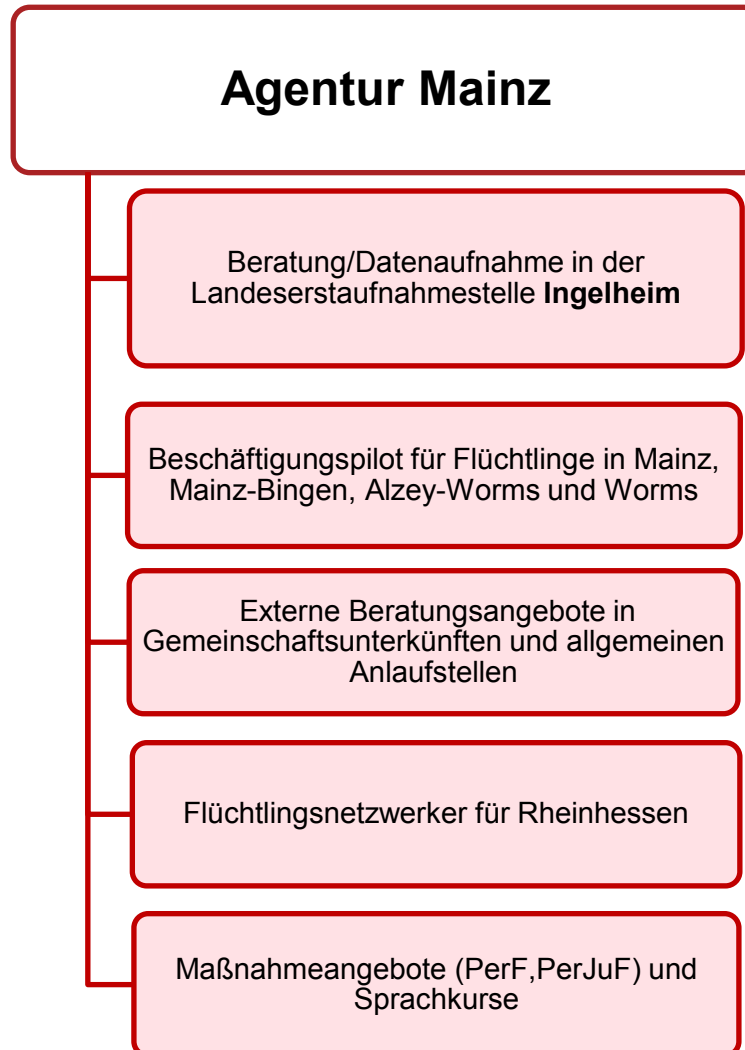 Agentur Mainz
Beratung/Datenaufnahme in der
Landeserstaufnahmestelle Ingelheim
Beschäftigungspilot für Flüchtlinge in Mainz,
Mainz-Bingen, Alzey-Worms und Worms
Externe Beratungsangebote in
Gemeinschaftsunterkünften und allgemeinen
Anlaufstellen
Flüchtlingsnetzwerker für Rheinhessen
Maßnahmeangebote (PerF,PerJuF) und
Sprachkurse